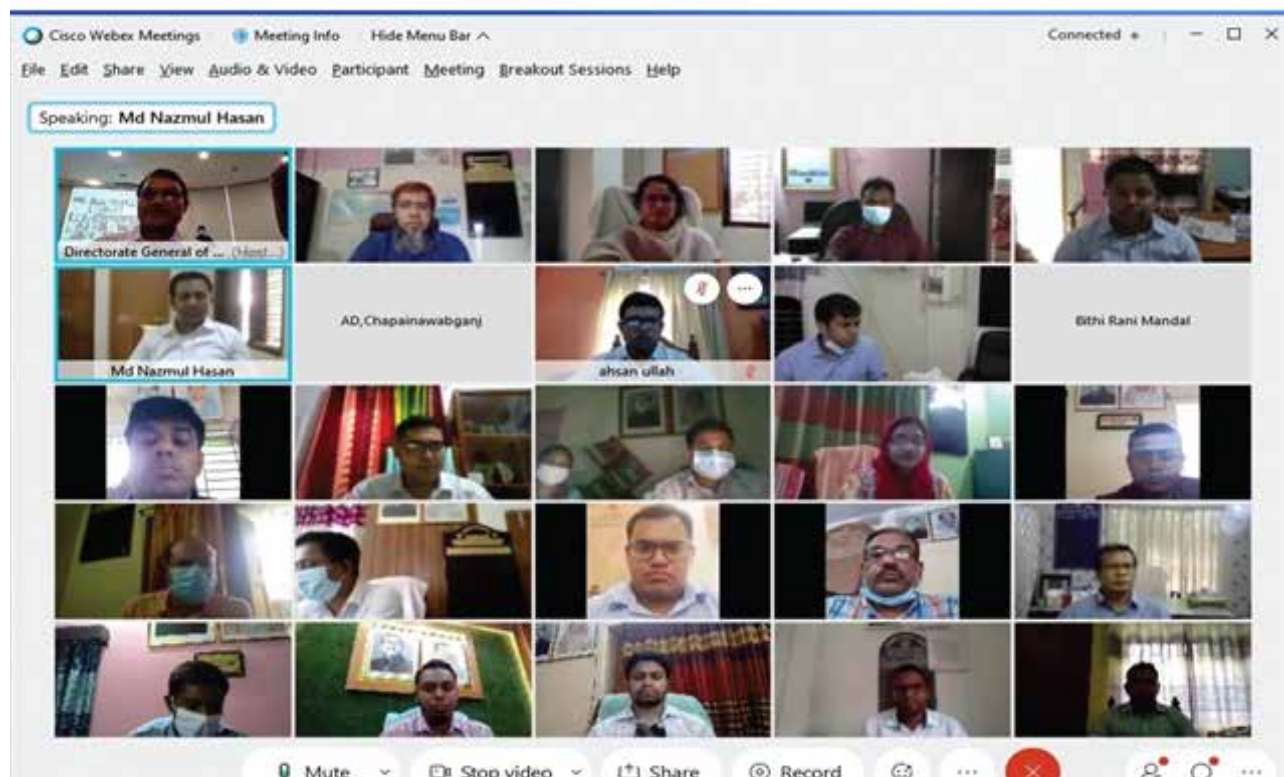 Cisco Webex Meetings Meeting Info Hide Menu Bar Connected
File Edit Share View Audio & Video Participant Meeting Breakout Sessions Help
Speaking: Md Nazmul Hasan
Directorate General of ... (Host...)
Md Nazmul Hasan
AD,Chapainawabganj
ahsan ullah
Bithi Rani Mandal
Mute Stop video Share Record